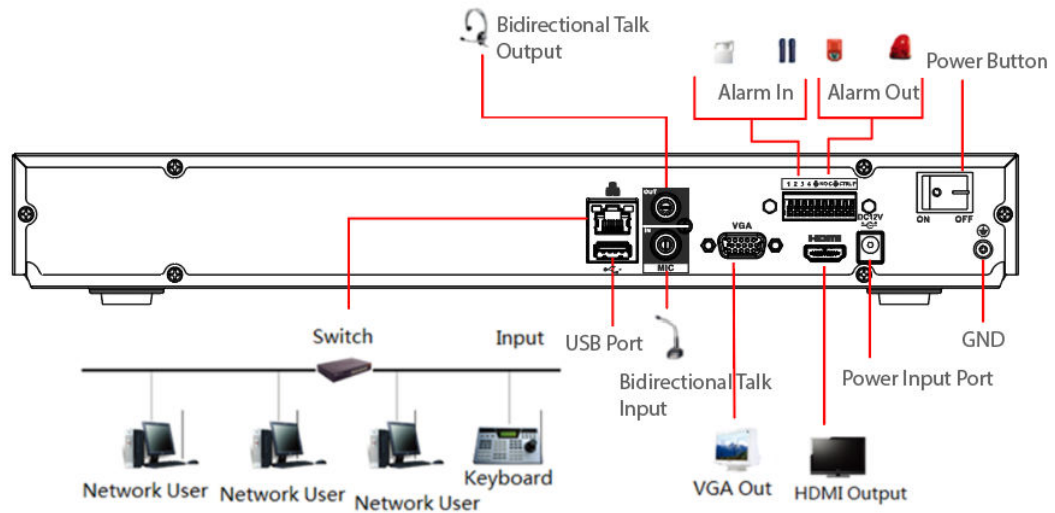 Bidirectional Talk
Output
Alarm In
Alarm Out
Power Button
OUT
IN
MIC
VGA
1 2 3 4
HDMI
DC12V
ON OFF
Switch
Input
USB Port
Bidirectional Talk
Input
GND
Power Input Port
Network User
Network User
Network User
Keyboard
VGA Out
HDMI Output